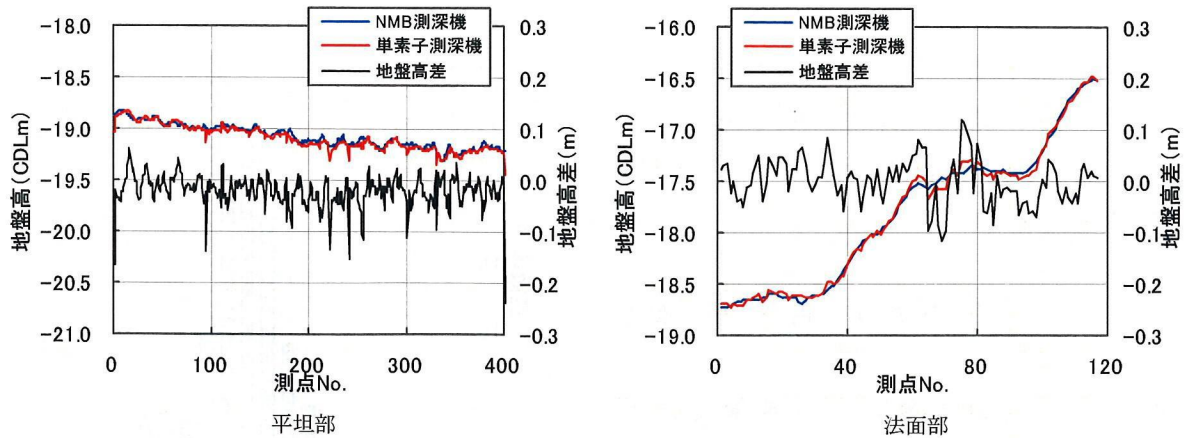 NMB測深機
単素子測深機
地盤高差
地盤高(CDLm)
-18.0
-18.5
-19.0
-19.5
-20.0
-20.5
-21.0
0.3
0.2
0.1
0.0
-0.1
-0.2
-0.3
地盤高差(m)
0
100
200
300
400
測点No.
平坦部
NMB測深機
単素子測深機
地盤高差
地盤高(CDLm)
-16.0
-16.5
-17.0
-17.5
-18.0
-18.5
-19.0
0.3
0.2
0.1
0.0
-0.1
-0.2
-0.3
地盤高差(m)
0
40
80
120
測点No.
法面部